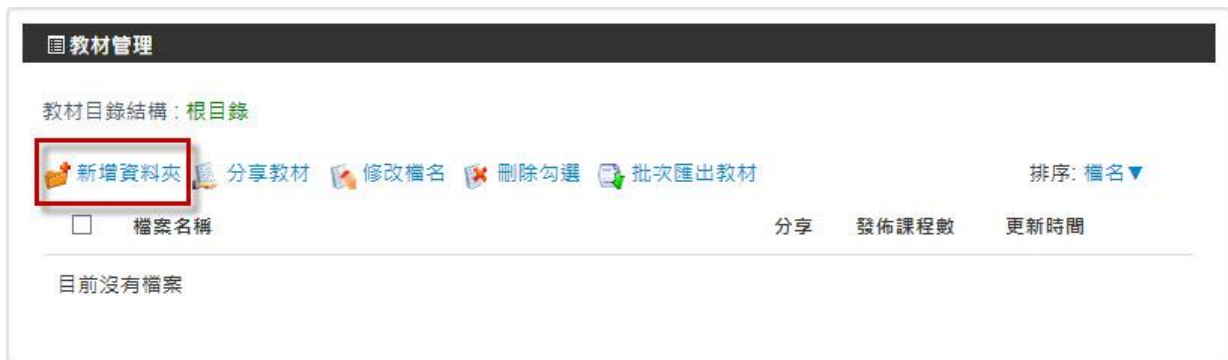 教材管理
教材目錄結構 : 根目錄
新增資料夾 分享教材 修改檔名 刪除勾選 批次匯出教材 排序: 檔名▼
檔案名稱 分享 發佈課程數 更新時間
目前沒有檔案